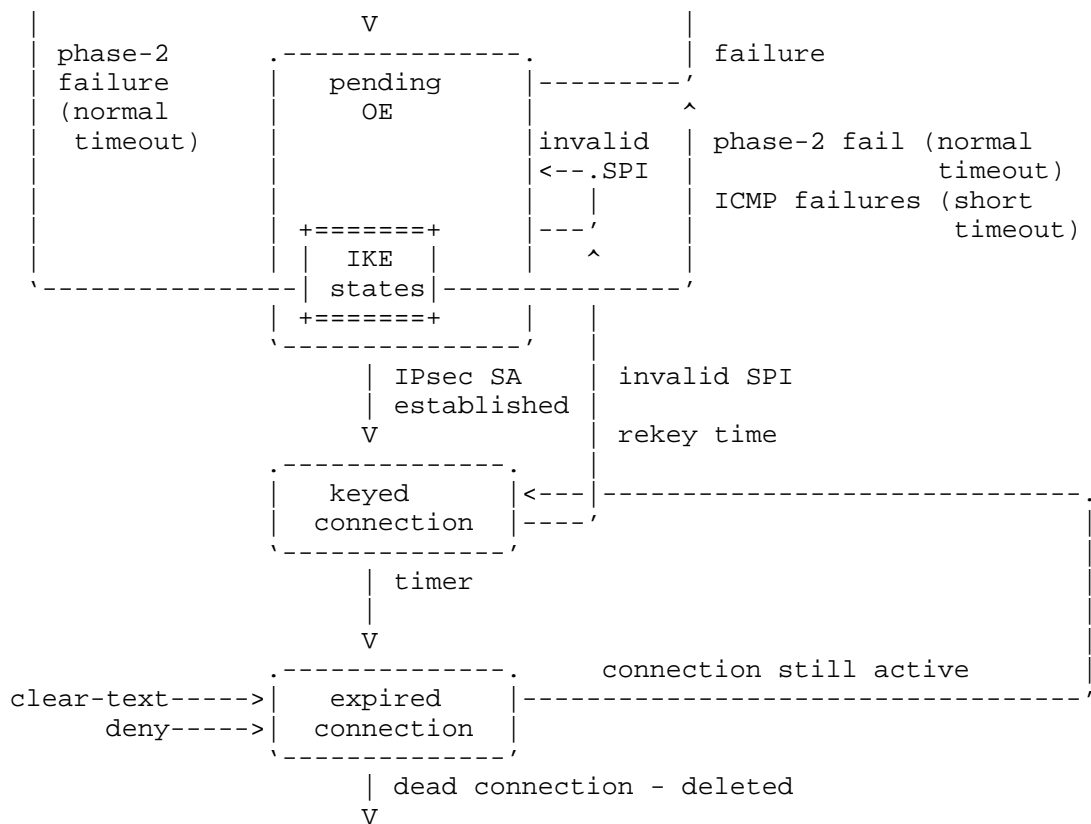 |                    V                   |
| phase-2    .---------------.           | failure
| failure    |   pending     |---------'
| (normal    |     OE        |           ^
|  timeout)  |               |invalid    | phase-2 fail (normal
|            |               |<--.SPI    |               timeout)
|            |               |   |       | ICMP failures (short
|            | +=======+     |---'       |                timeout)
|            | |  IKE  |     |   ^       |
`----------------| states|---------------'
             | +=======+     |   |
             `---------------'   |
                   | IPsec SA    | invalid SPI
                   | established |
                   V             | rekey time
             .--------------.    |
             |   keyed      |<---|------------------------------.
             |  connection  |----'                              |
             `--------------'                                   |
                   | timer                                      |
                   |                                            |
                   V                                            |
             .--------------.     connection still active       |
clear-text----->|   expired    |-----------------------------------'
deny----->|  connection  |
             `--------------'
                   | dead connection - deleted
                   V